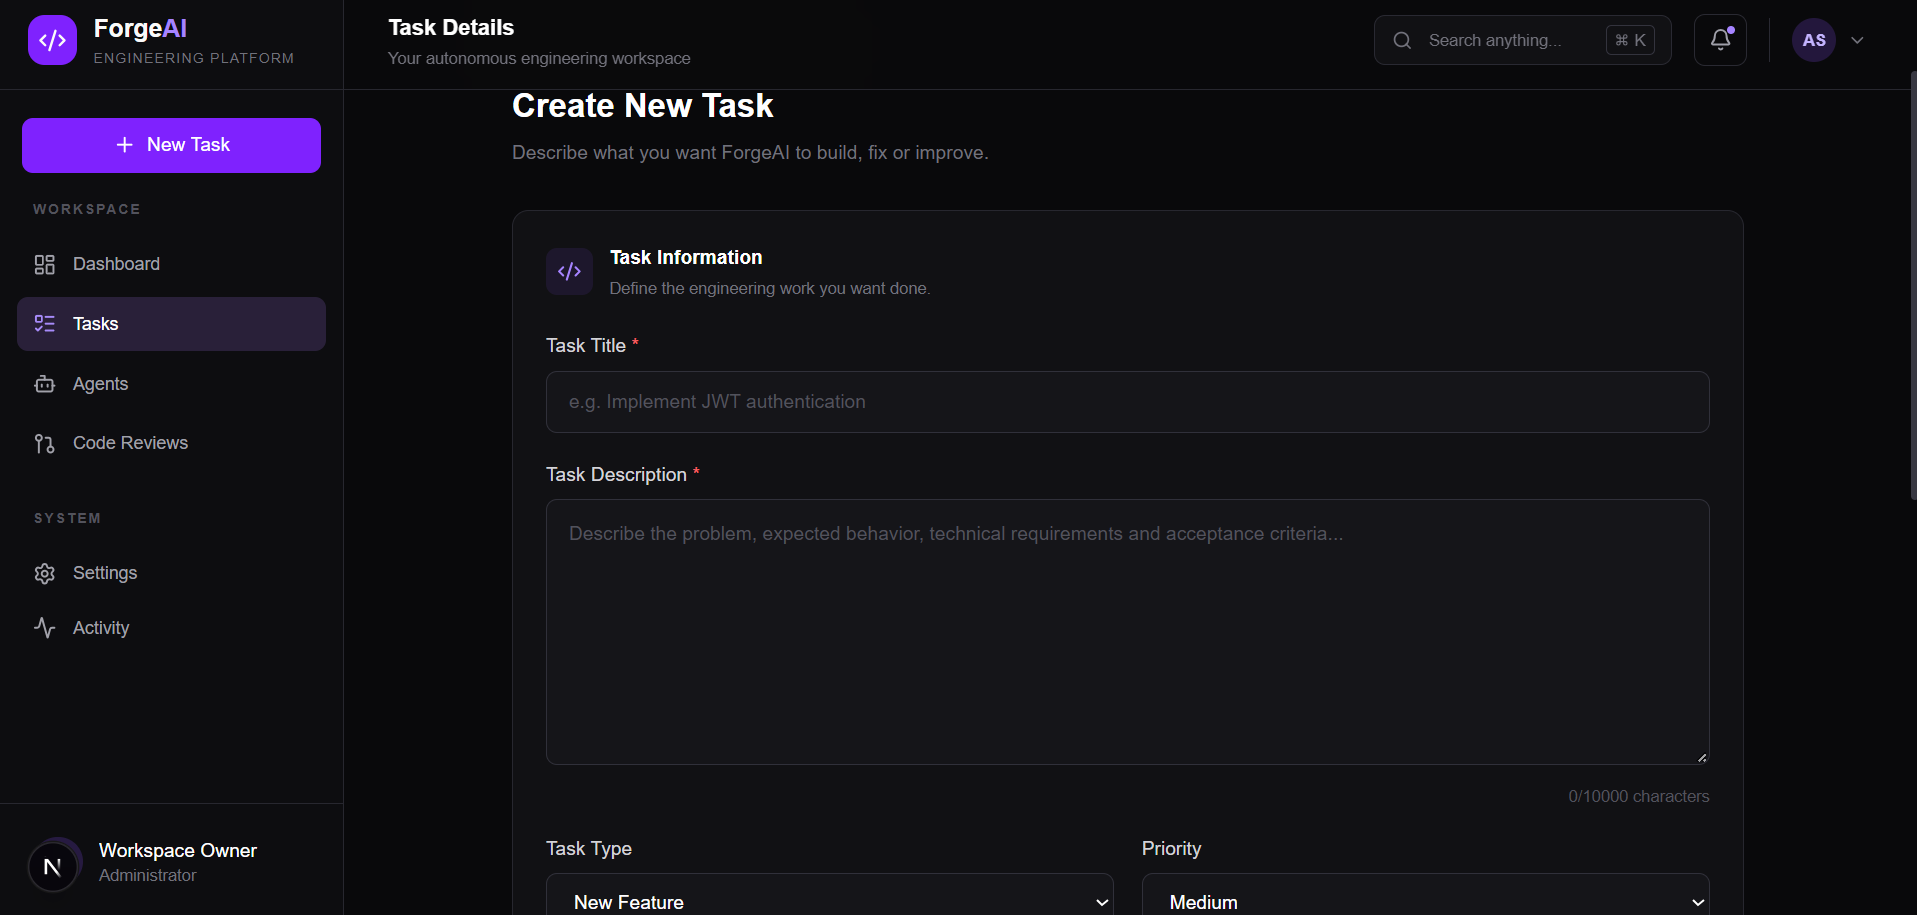 ForgeAI
ENGINEERING PLATFORM
New Task
WORKSPACE
Dashboard
Tasks
Agents
Code Reviews
SYSTEM
Settings
Activity
N
Workspace Owner
Administrator
Task Details
Your autonomous engineering workspace
Search anything...
⌘ K
AS
Create New Task
Describe what you want ForgeAI to build, fix or improve.
Task Information
Define the engineering work you want done.
Task Title *
e.g. Implement JWT authentication
Task Description *
Describe the problem, expected behavior, technical requirements and acceptance criteria...
0/10000 characters
Task Type
Priority
New Feature
Medium